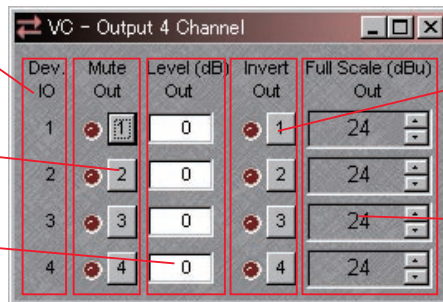 VC - Output 4 Channel
Dev. Mute Level (dB) Invert Full Scale (dBu)
IO Out Out Out Out
1 1 0 1 24
2 2 0 2 24
3 3 0 3 24
4 4 0 4 24